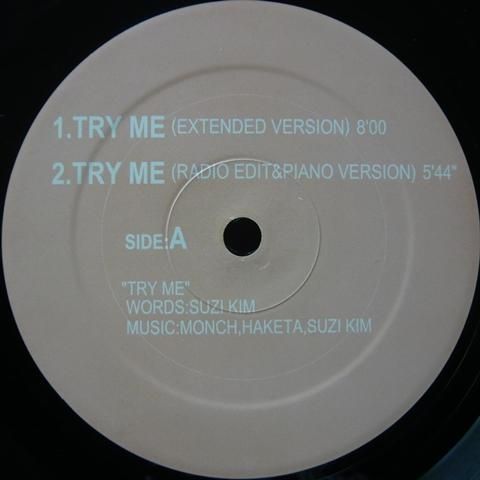 1.TRY ME (EXTENDED VERSION) 8'00
2.TRY ME (RADIO EDIT&PIANO VERSION) 5'44"
SIDE:A
"TRY ME"
WORDS:SUZI KIM
MUSIC:MONCH,HAKETA,SUZI KIM